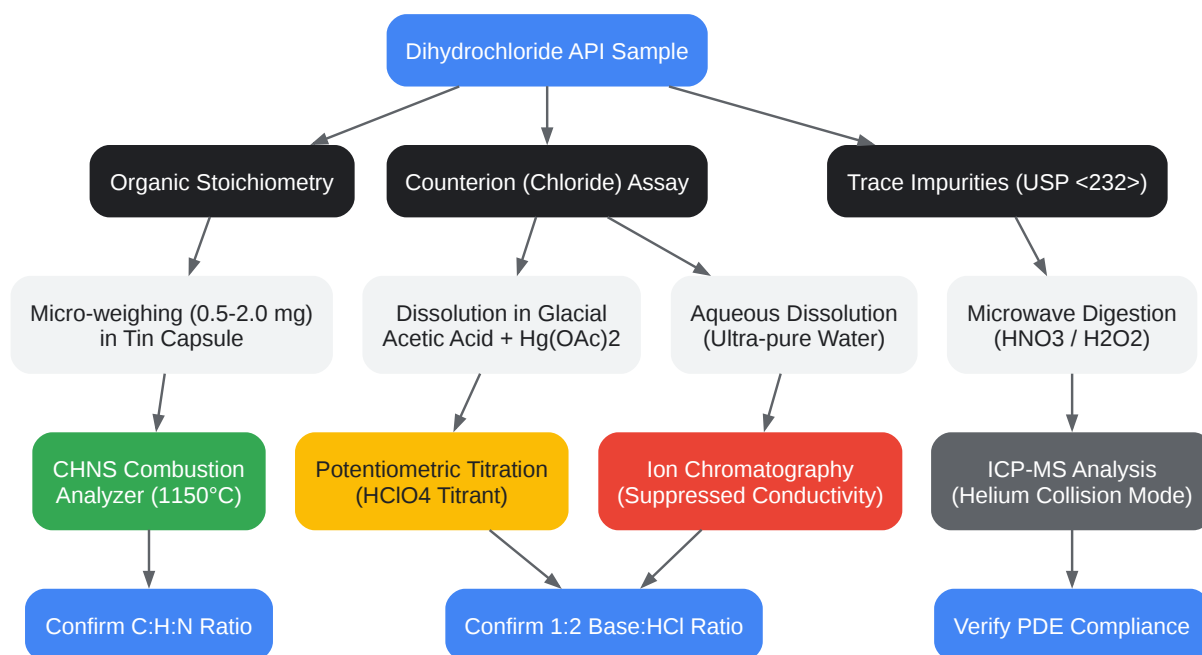 Dihydrochloride API Sample
Organic Stoichiometry
Counterion (Chloride) Assay
Trace Impurities (USP <232>)
Micro-weighing (0.5-2.0 mg)
in Tin Capsule
Dissolution in Glacial
Acetic Acid + Hg(OAc)2
Aqueous Dissolution
(Ultra-pure Water)
Microwave Digestion
(HNO3 / H2O2)
CHNS Combustion
Analyzer (1150°C)
Potentiometric Titration
(HClO4 Titrant)
Ion Chromatography
(Suppressed Conductivity)
ICP-MS Analysis
(Helium Collision Mode)
Confirm C:H:N Ratio
Confirm 1:2 Base:HCl Ratio
Verify PDE Compliance